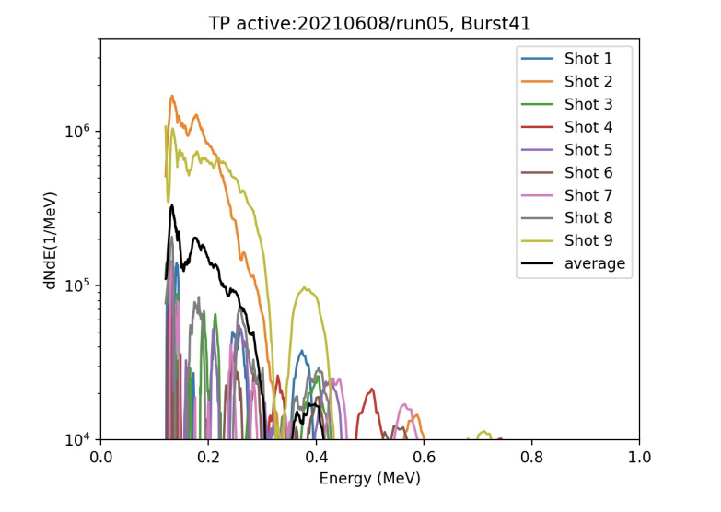 TP active:20210608/run05, Burst41
dNdE(1/MeV)
10⁶
10⁵
10⁴
Shot 1
Shot 2
Shot 3
Shot 4
Shot 5
Shot 6
Shot 7
Shot 8
Shot 9
average
0.0 0.2 0.4 0.6 0.8 1.0
Energy (MeV)